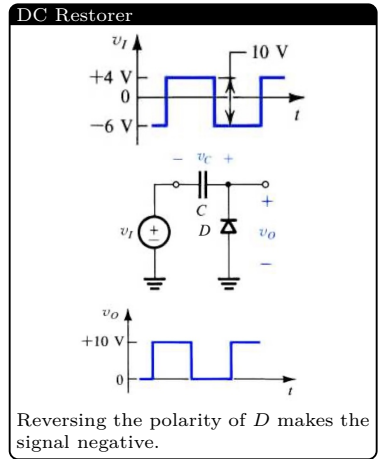 DC Restorer
v_I
10 V
+4 V
0
−6 V
t
− v_C +
C
v_I
+
−
D
+
v_O
−
v_O
+10 V
0
t
Reversing the polarity of D makes the
signal negative.